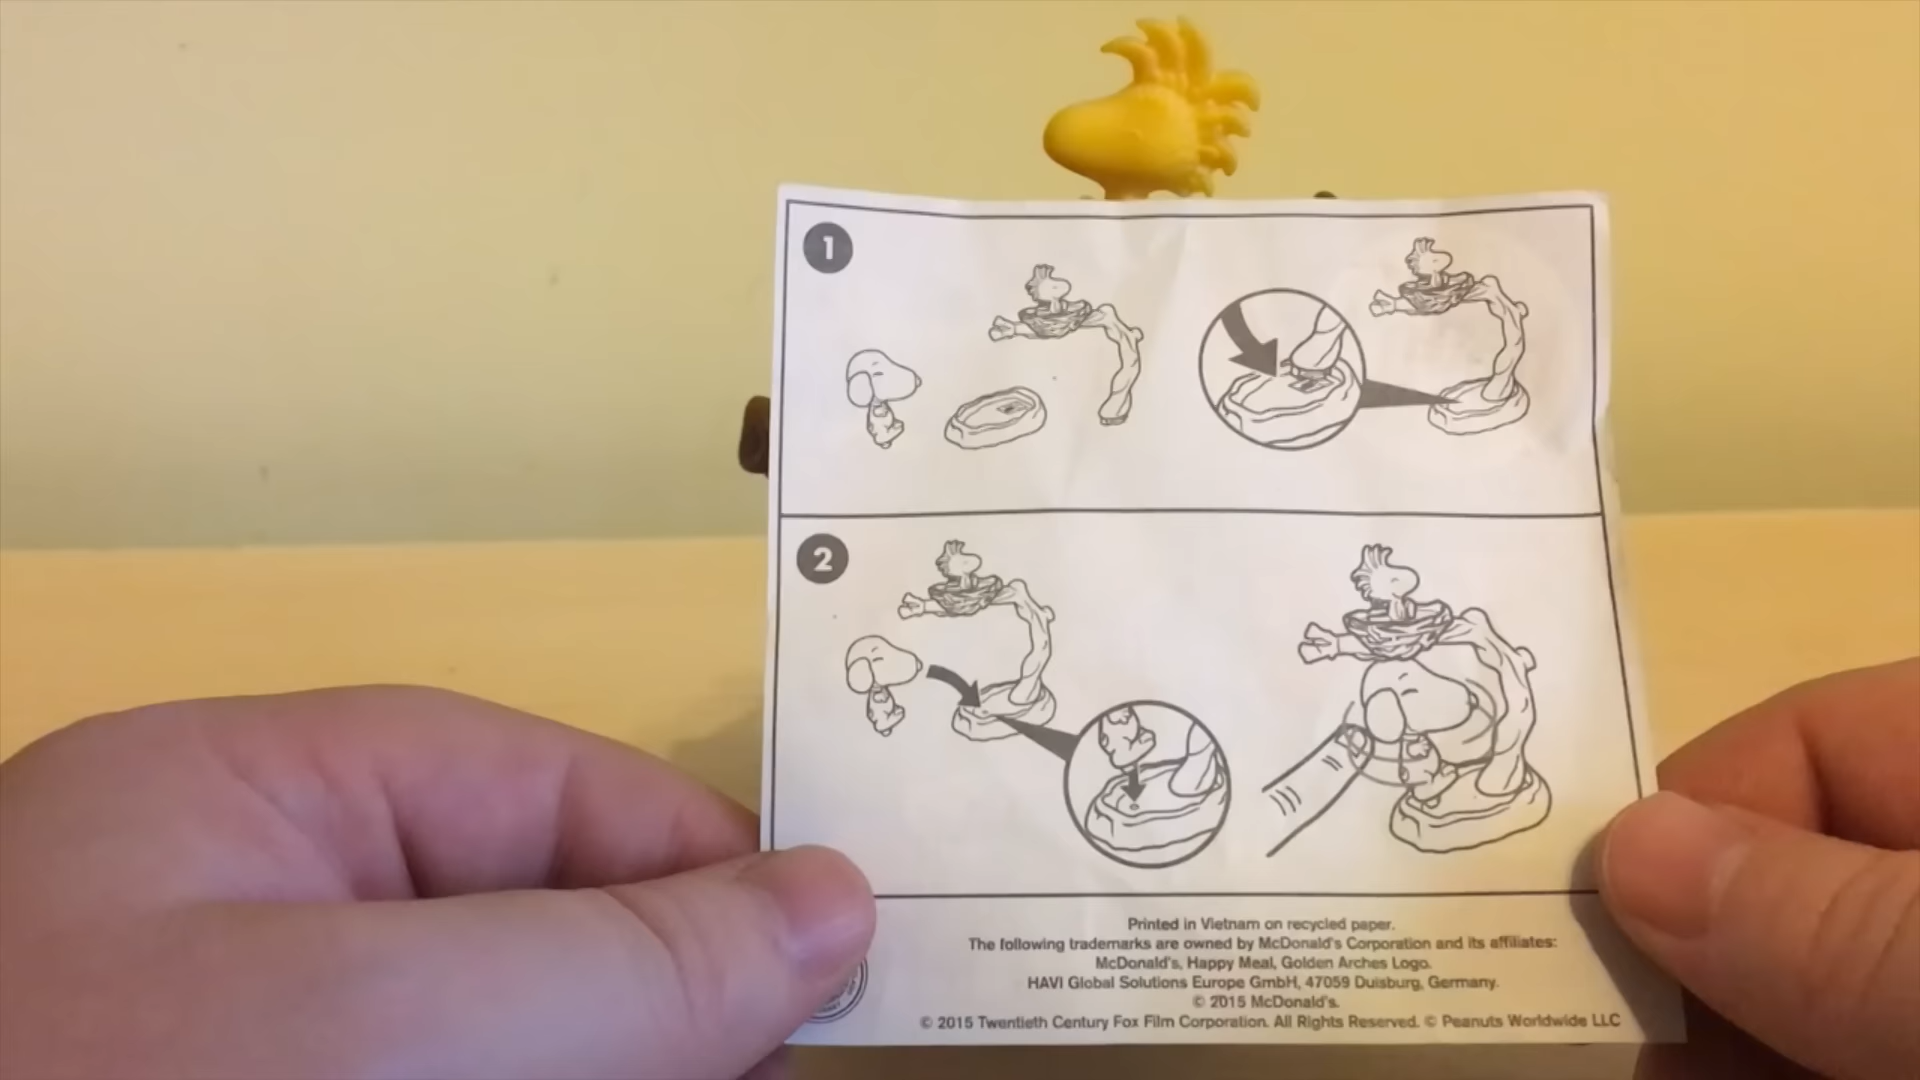 1
2
Printed in Vietnam on recycled paper.
The following trademarks are owned by McDonald's Corporation and its affiliates:
McDonald's, Happy Meal, Golden Arches Logo.
HAVI Global Solutions Europe GmbH, 47059 Duisburg, Germany.
© 2015 McDonald's.
© 2015 Twentieth Century Fox Film Corporation. All Rights Reserved. © Peanuts Worldwide LLC